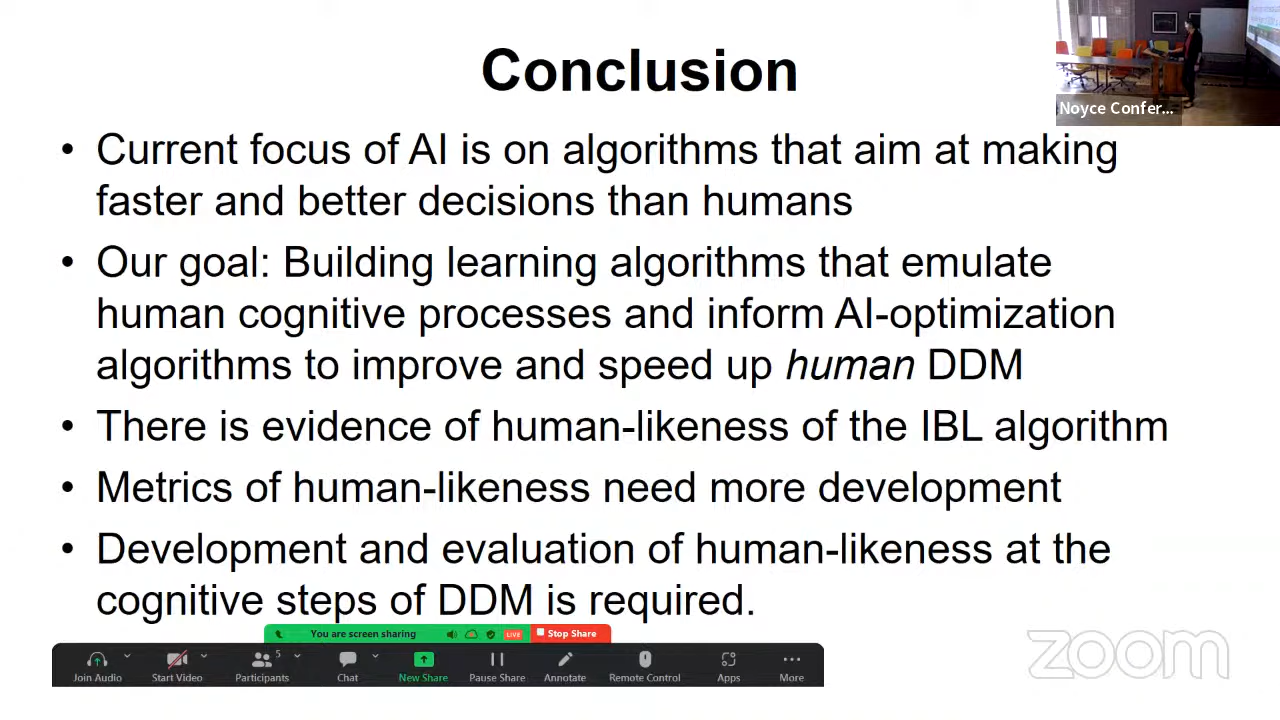 Conclusion
Noyce Confer...
• Current focus of AI is on algorithms that aim at making
faster and better decisions than humans
• Our goal: Building learning algorithms that emulate
human cognitive processes and inform AI-optimization
algorithms to improve and speed up human DDM
• There is evidence of human-likeness of the IBL algorithm
• Metrics of human-likeness need more development
• Development and evaluation of human-likeness at the
cognitive steps of DDM is required.
You are screen sharing LIVE Stop Share
5
Join Audio Start Video Participants Chat New Share Pause Share Annotate Remote Control Apps More
zoom